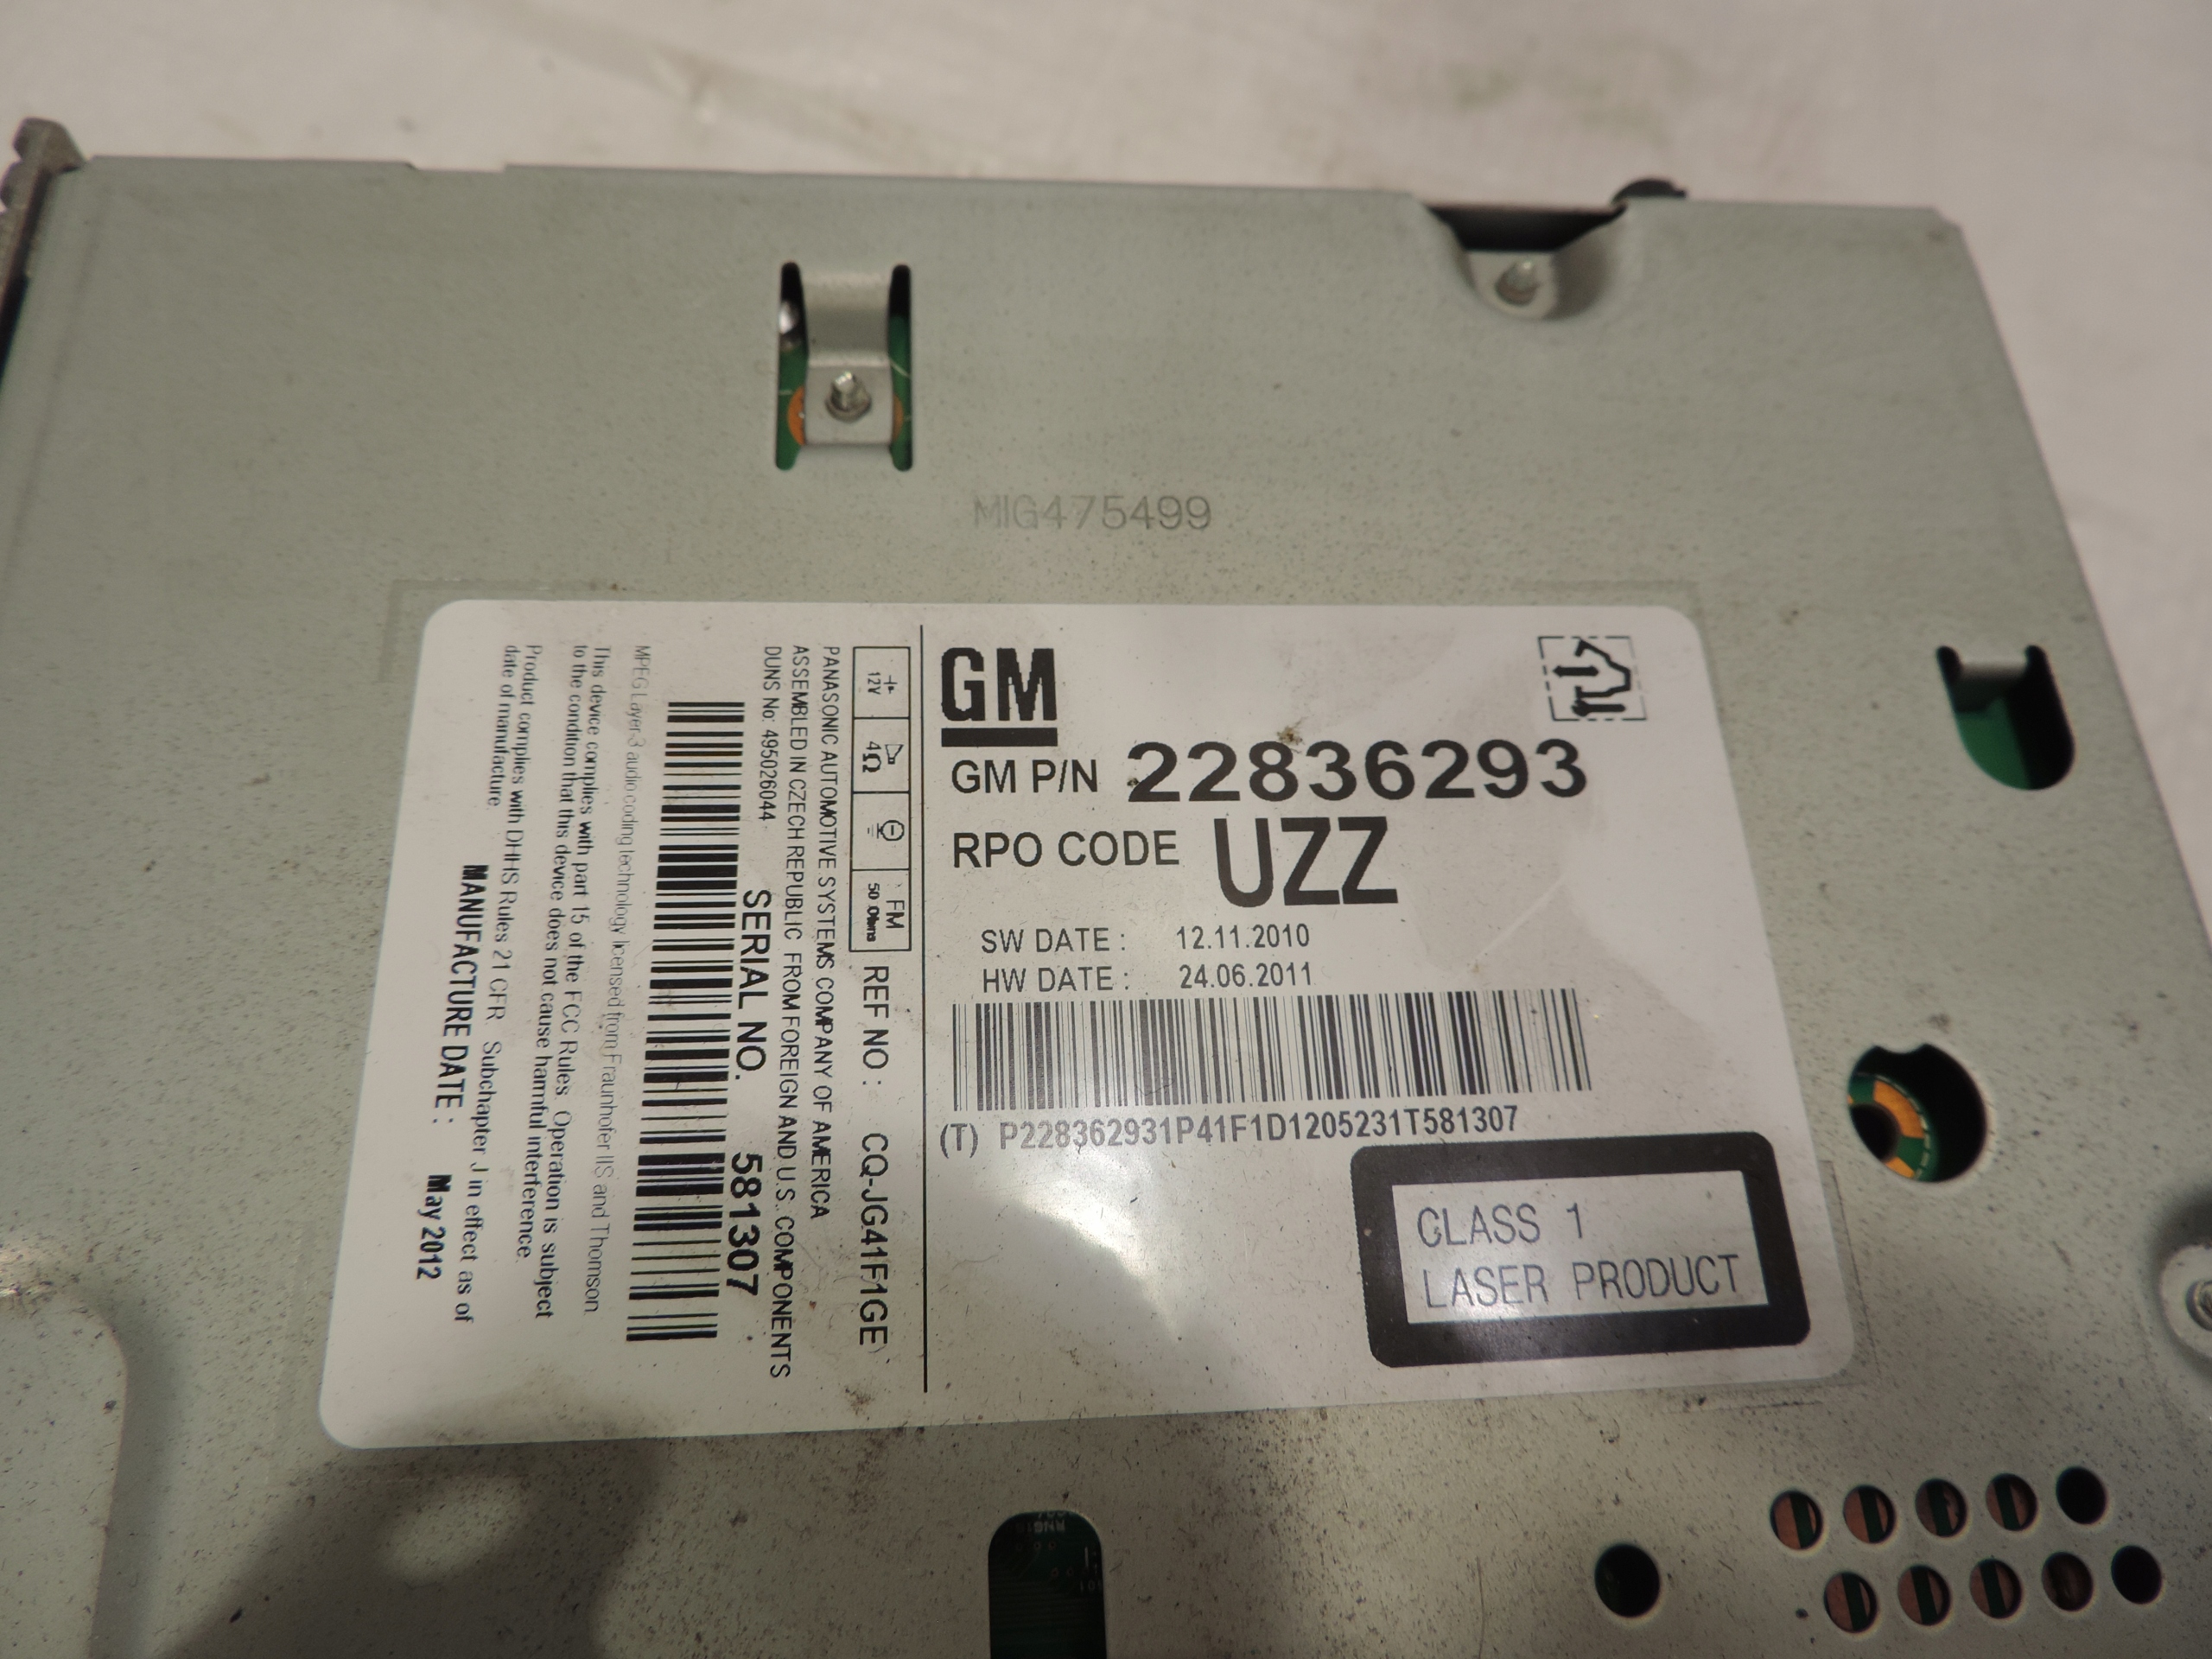 MIG475499
GM
GM P/N 22836293
RPO CODE UZZ
SW DATE : 12.11.2010
HW DATE : 24.06.2011
(T) P228362931P41F1D1205231T581307
CLASS 1
LASER PRODUCT
12V
4Ω
FM
50 Ohms
REF NO : CQ-JG41F1GE
PANASONIC AUTOMOTIVE SYSTEMS COMPANY OF AMERICA
ASSEMBLED IN CZECH REPUBLIC FROM FOREIGN AND U.S. COMPONENTS
DUNS No: 495026044
SERIAL NO. 581307
MPEG Layer-3 audio coding technology licensed from Fraunhofer IIS and Thomson.
This device complies with part 15 of the FCC Rules. Operation is subject
to the condition that this device does not cause harmful interference.
Product complies with DHHS Rules 21 CFR Subchapter J in effect as of
date of manufacture.
MANUFACTURE DATE : May 2012